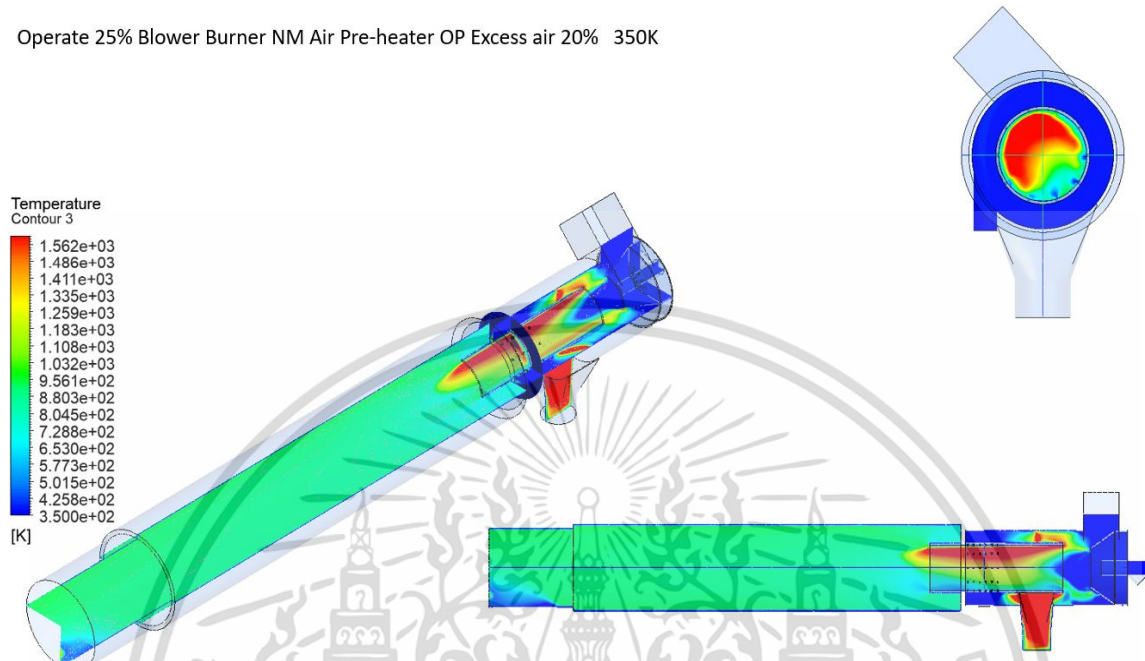 Operate 25% Blower Burner NM Air Pre-heater OP Excess air 20% 350K
Temperature
Contour 3
1.562e+03
1.486e+03
1.411e+03
1.335e+03
1.259e+03
1.183e+03
1.107e+03
1.032e+03
9.561e+02
8.803e+02
8.045e+02
7.288e+02
6.530e+02
5.773e+02
5.015e+02
4.258e+02
3.500e+02
[K]